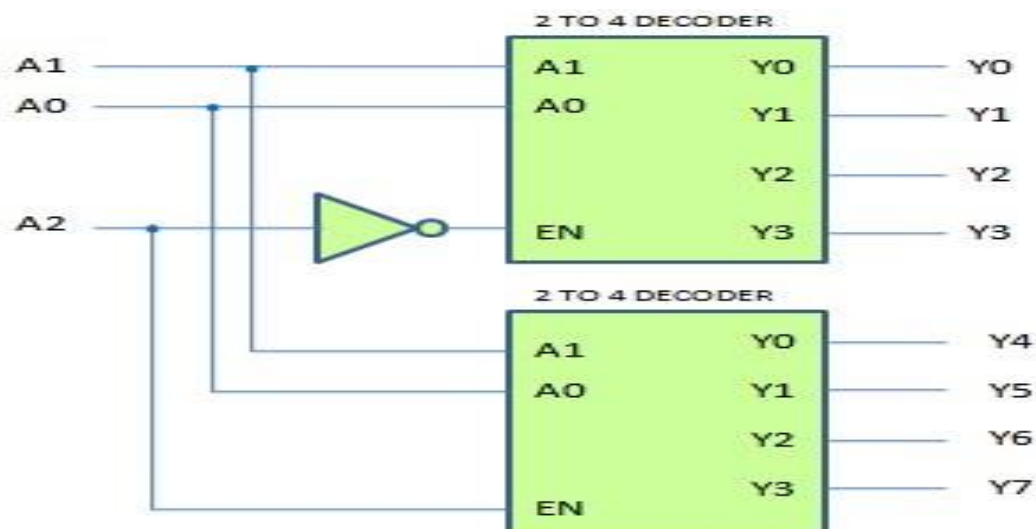 2 TO 4 DECODER
A1 A1 Y0 Y0
A0 A0 Y1 Y1
Y2 Y2
A2 EN Y3 Y3
2 TO 4 DECODER
A1 Y0 Y4
A0 Y1 Y5
Y2 Y6
Y3 Y7
EN